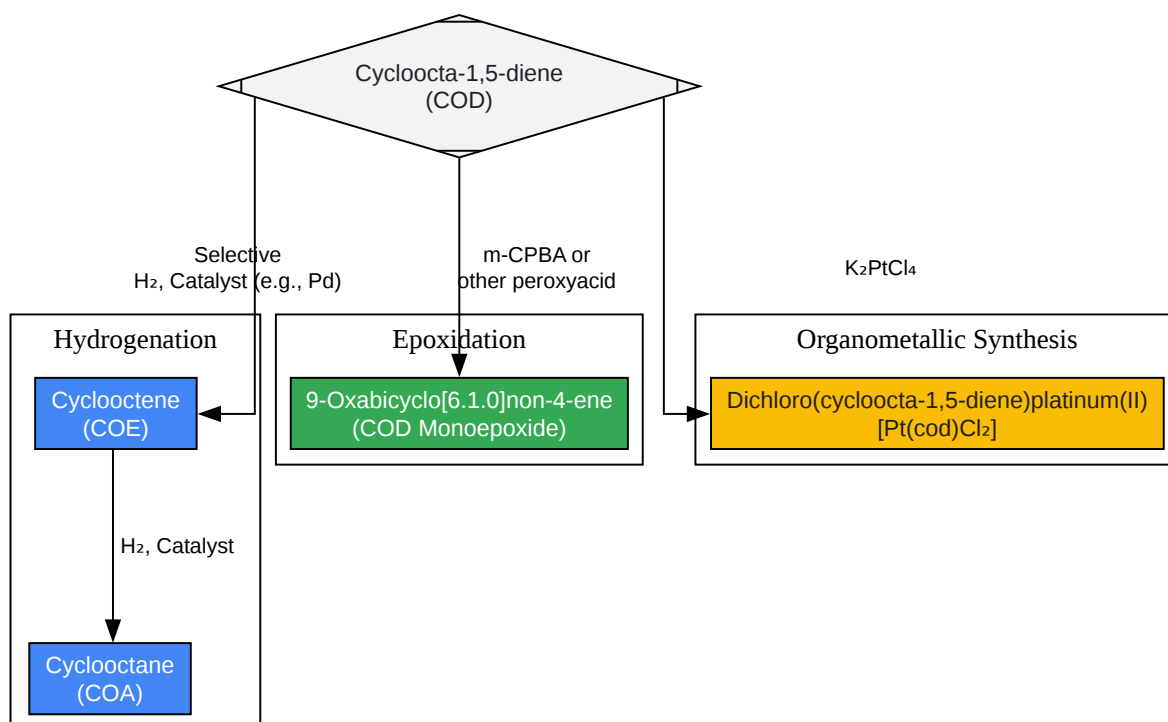 Cycloocta-1,5-diene
(COD)
Selective
H₂, Catalyst (e.g., Pd)
m-CPBA or
other peroxyacid
K₂PtCl₄
Hydrogenation
Epoxidation
Organometallic Synthesis
Cyclooctene
(COE)
9-Oxabicyclo[6.1.0]non-4-ene
(COD Monoepoxide)
Dichloro(cycloocta-1,5-diene)platinum(II)
[Pt(cod)Cl₂]
H₂, Catalyst
Cyclooctane
(COA)